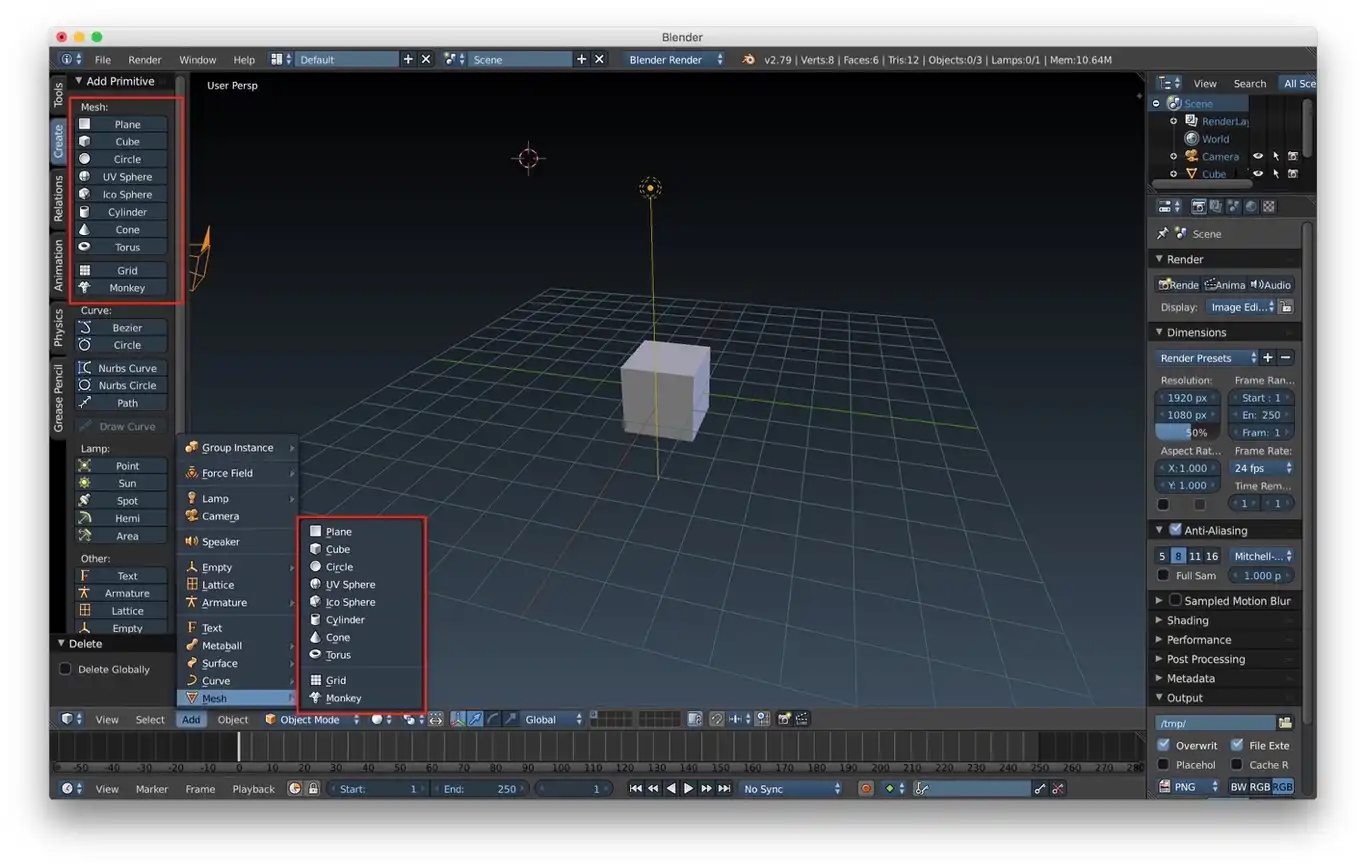 Blender
File Render Window Help Default Scene Blender Render v2.79 | Verts:8 | Faces:6 | Tris:12 | Objects:0/3 | Lamps:0/1 | Mem:10.64M
Tools
Create
Relations
Animation
Physics
Grease Pencil
Add Primitive
Mesh:
Plane
Cube
Circle
UV Sphere
Ico Sphere
Cylinder
Cone
Torus
Grid
Monkey
Curve:
Bezier
Circle
Nurbs Curve
Nurbs Circle
Path
Draw Curve
Lamp:
Point
Sun
Spot
Hemi
Area
Other:
Text
Armature
Lattice
Empty
Delete
Delete Globally
User Persp
Group Instance
Force Field
Lamp
Camera
Speaker
Empty
Lattice
Armature
Text
Metaball
Surface
Curve
Mesh
Plane
Cube
Circle
UV Sphere
Ico Sphere
Cylinder
Cone
Torus
Grid
Monkey
View Search All Sce
Scene
RenderLay
World
Camera
Cube
Scene
Render
Rende Anima Audio
Display: Image Edi...
Dimensions
Render Presets
Resolution: Frame Ran...
1920 px Start : 1
1080 px En: 250
50% Fram: 1
Aspect Rat... Frame Rate:
X: 1.000 24 fps
Y: 1.000 Time Rem...
1 1
Anti-Aliasing
5 8 11 16 Mitchell-...
Full Sam 1.000 p
Sampled Motion Blur
Shading
Performance
Post Processing
Metadata
Output
/tmp/
Overwrit File Exte
Placehol Cache R
PNG BW RGB RGB
View Select Add Object Object Mode Global
-50 -40 -30 -20 -10 0 10 20 30 40 50 60 70 80 90 100 110 120 130 140 150 160 170 180 190 200 210 220 230 240 250 260 270 280
View Marker Frame Playback Start: 1 End: 250 1 No Sync